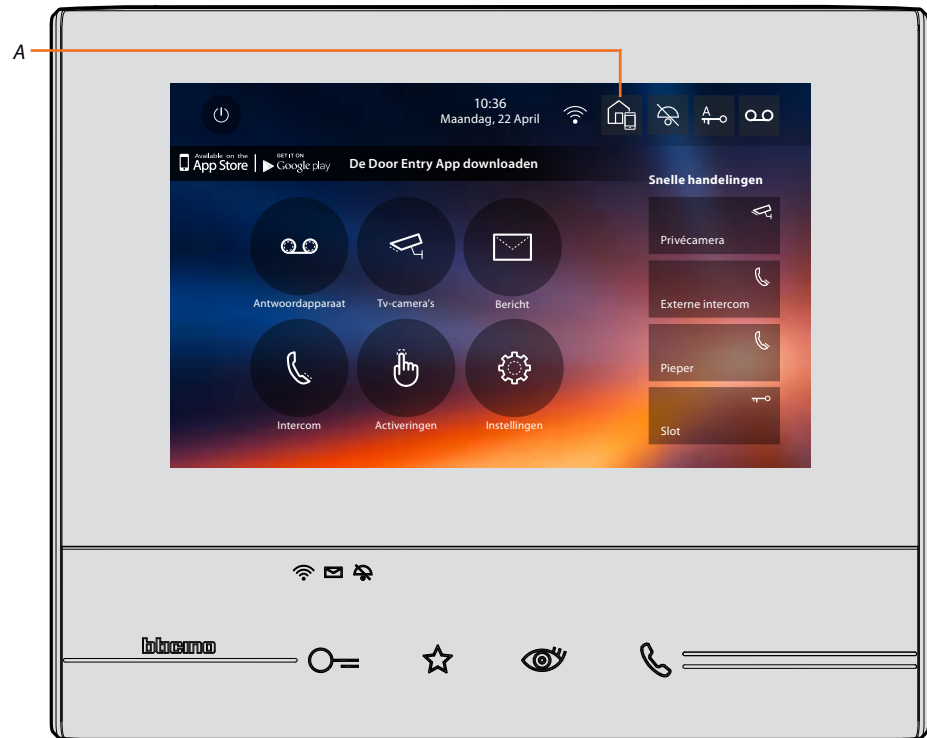 A
10:36
Maandag, 22 April
A
Available on the
App Store
GET IT ON
Google play
De Door Entry App downloaden
Snelle handelingen
Privécamera
Externe intercom
Pieper
Slot
Antwoordapparaat
Tv-camera's
Bericht
Intercom
Activeringen
Instellingen
bticino